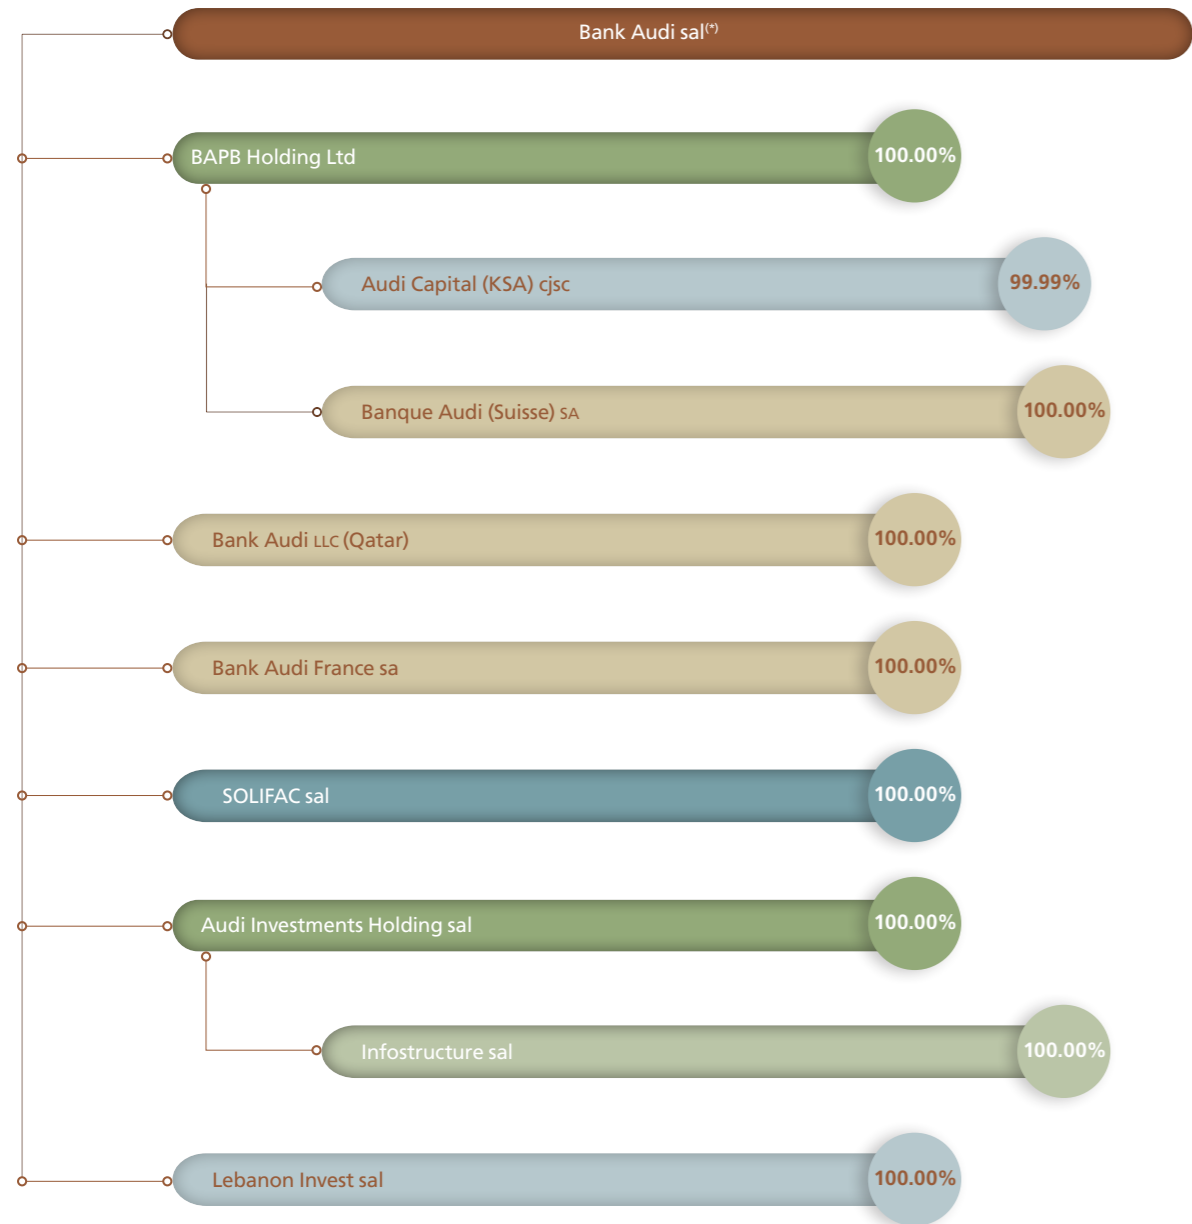 Bank Audi sal(*)
BAPB Holding Ltd 100.00%
Audi Capital (KSA) cjsc 99.99%
Banque Audi (Suisse) SA 100.00%
Bank Audi LLC (Qatar) 100.00%
Bank Audi France sa 100.00%
SOLIFAC sal 100.00%
Audi Investments Holding sal 100.00%
Infostructure sal 100.00%
Lebanon Invest sal 100.00%